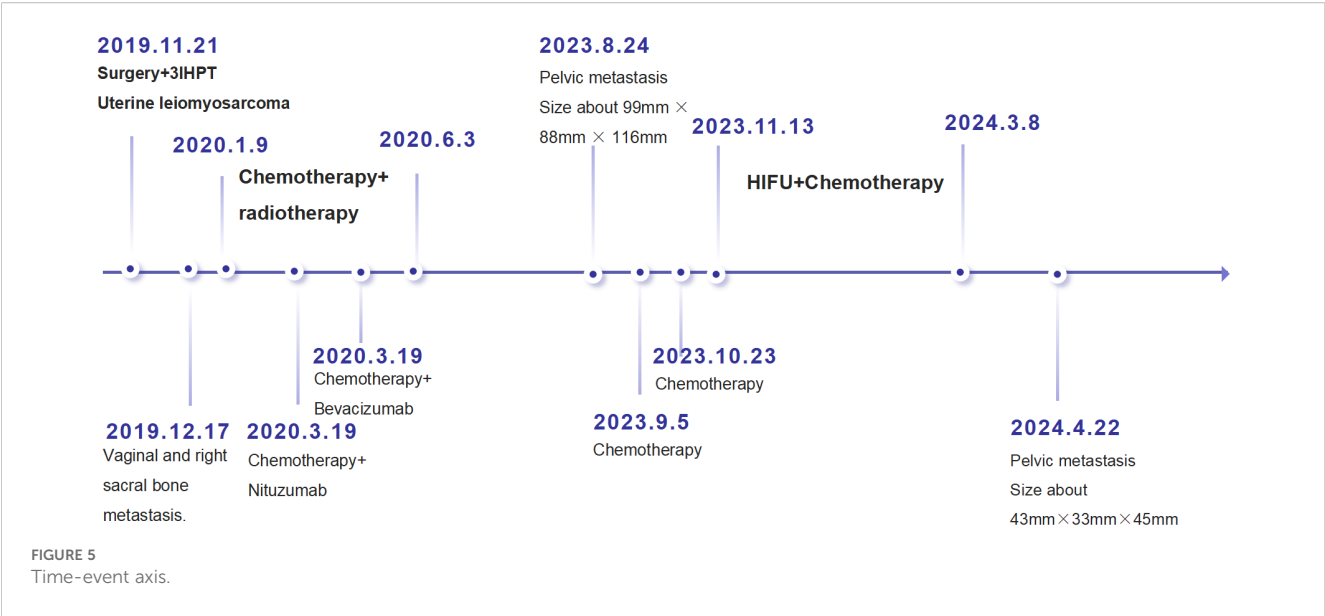 2019.11.21
Surgery+3IHPT
Uterine leiomyosarcoma
2020.1.9
Chemotherapy+
radiotherapy
2020.6.3
2023.8.24
Pelvic metastasis
Size about 99mm ×
88mm × 116mm
2023.11.13
HIFU+Chemotherapy
2024.3.8
2019.12.17
Vaginal and right
sacral bone
metastasis.
2020.3.19
Chemotherapy+
Nituzumab
2020.3.19
Chemotherapy+
Bevacizumab
2023.9.5
Chemotherapy
2023.10.23
Chemotherapy
2024.4.22
Pelvic metastasis
Size about
43mm×33mm×45mm
FIGURE 5
Time-event axis.